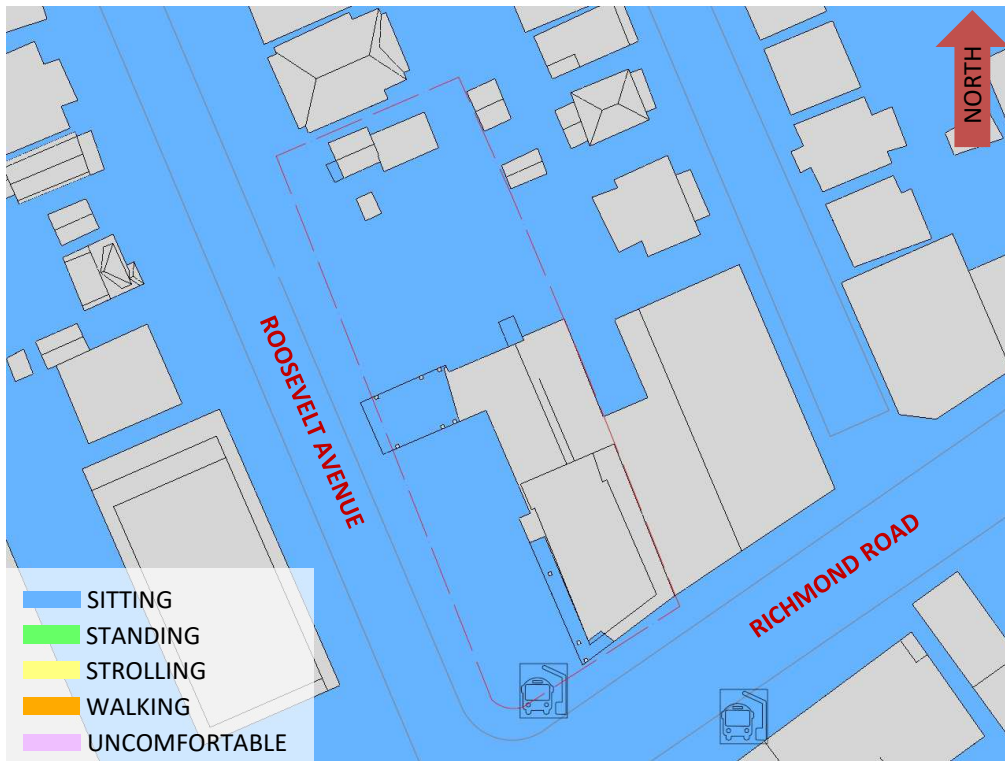 NORTH
ROOSEVELT AVENUE
RICHMOND ROAD
SITTING
STANDING
STROLLING
WALKING
UNCOMFORTABLE